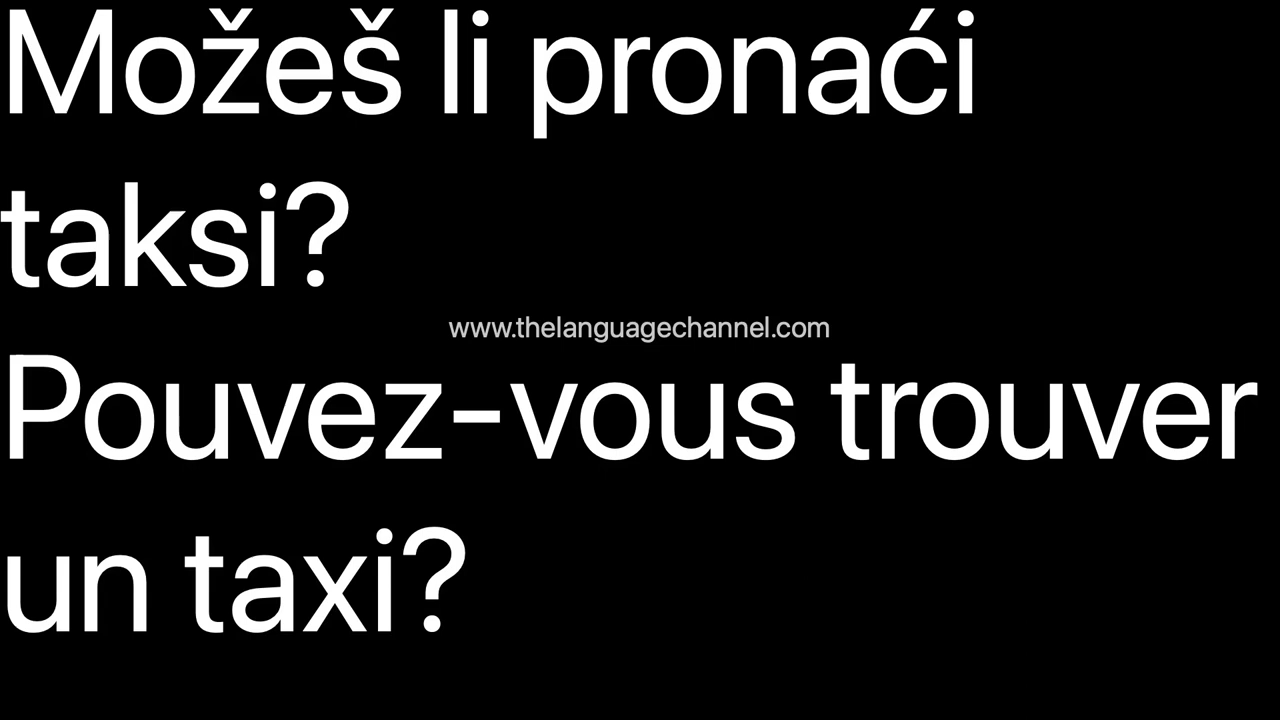 Možeš li pronaći
taksi?
www.thelanguagechannel.com
Pouvez-vous trouver
un taxi?